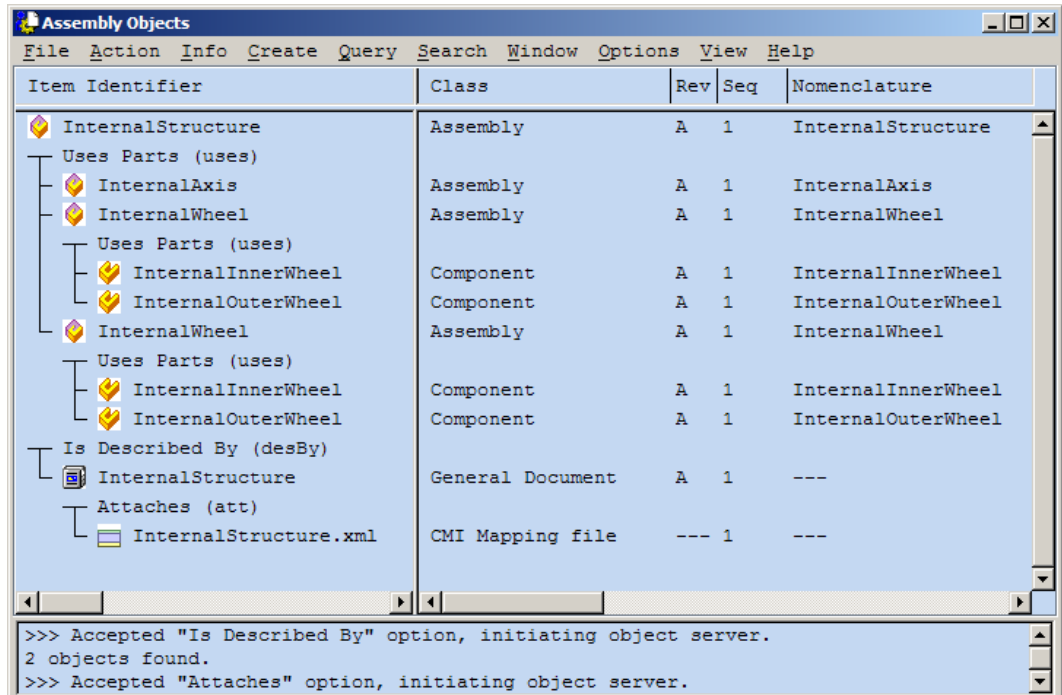 Assembly Objects
File Action Info Create Query Search Window Options View Help
Item Identifier Class Rev Seq Nomenclature
InternalStructure Assembly A 1 InternalStructure
Uses Parts (uses)
InternalAxis Assembly A 1 InternalAxis
InternalWheel Assembly A 1 InternalWheel
Uses Parts (uses)
InternalInnerWheel Component A 1 InternalInnerWheel
InternalOuterWheel Component A 1 InternalOuterWheel
InternalWheel Assembly A 1 InternalWheel
Uses Parts (uses)
InternalInnerWheel Component A 1 InternalInnerWheel
InternalOuterWheel Component A 1 InternalOuterWheel
Is Described By (desBy)
InternalStructure General Document A 1 ---
Attaches (att)
InternalStructure.xml CMI Mapping file --- 1 ---
>>> Accepted "Is Described By" option, initiating object server.
2 objects found.
>>> Accepted "Attaches" option, initiating object server.